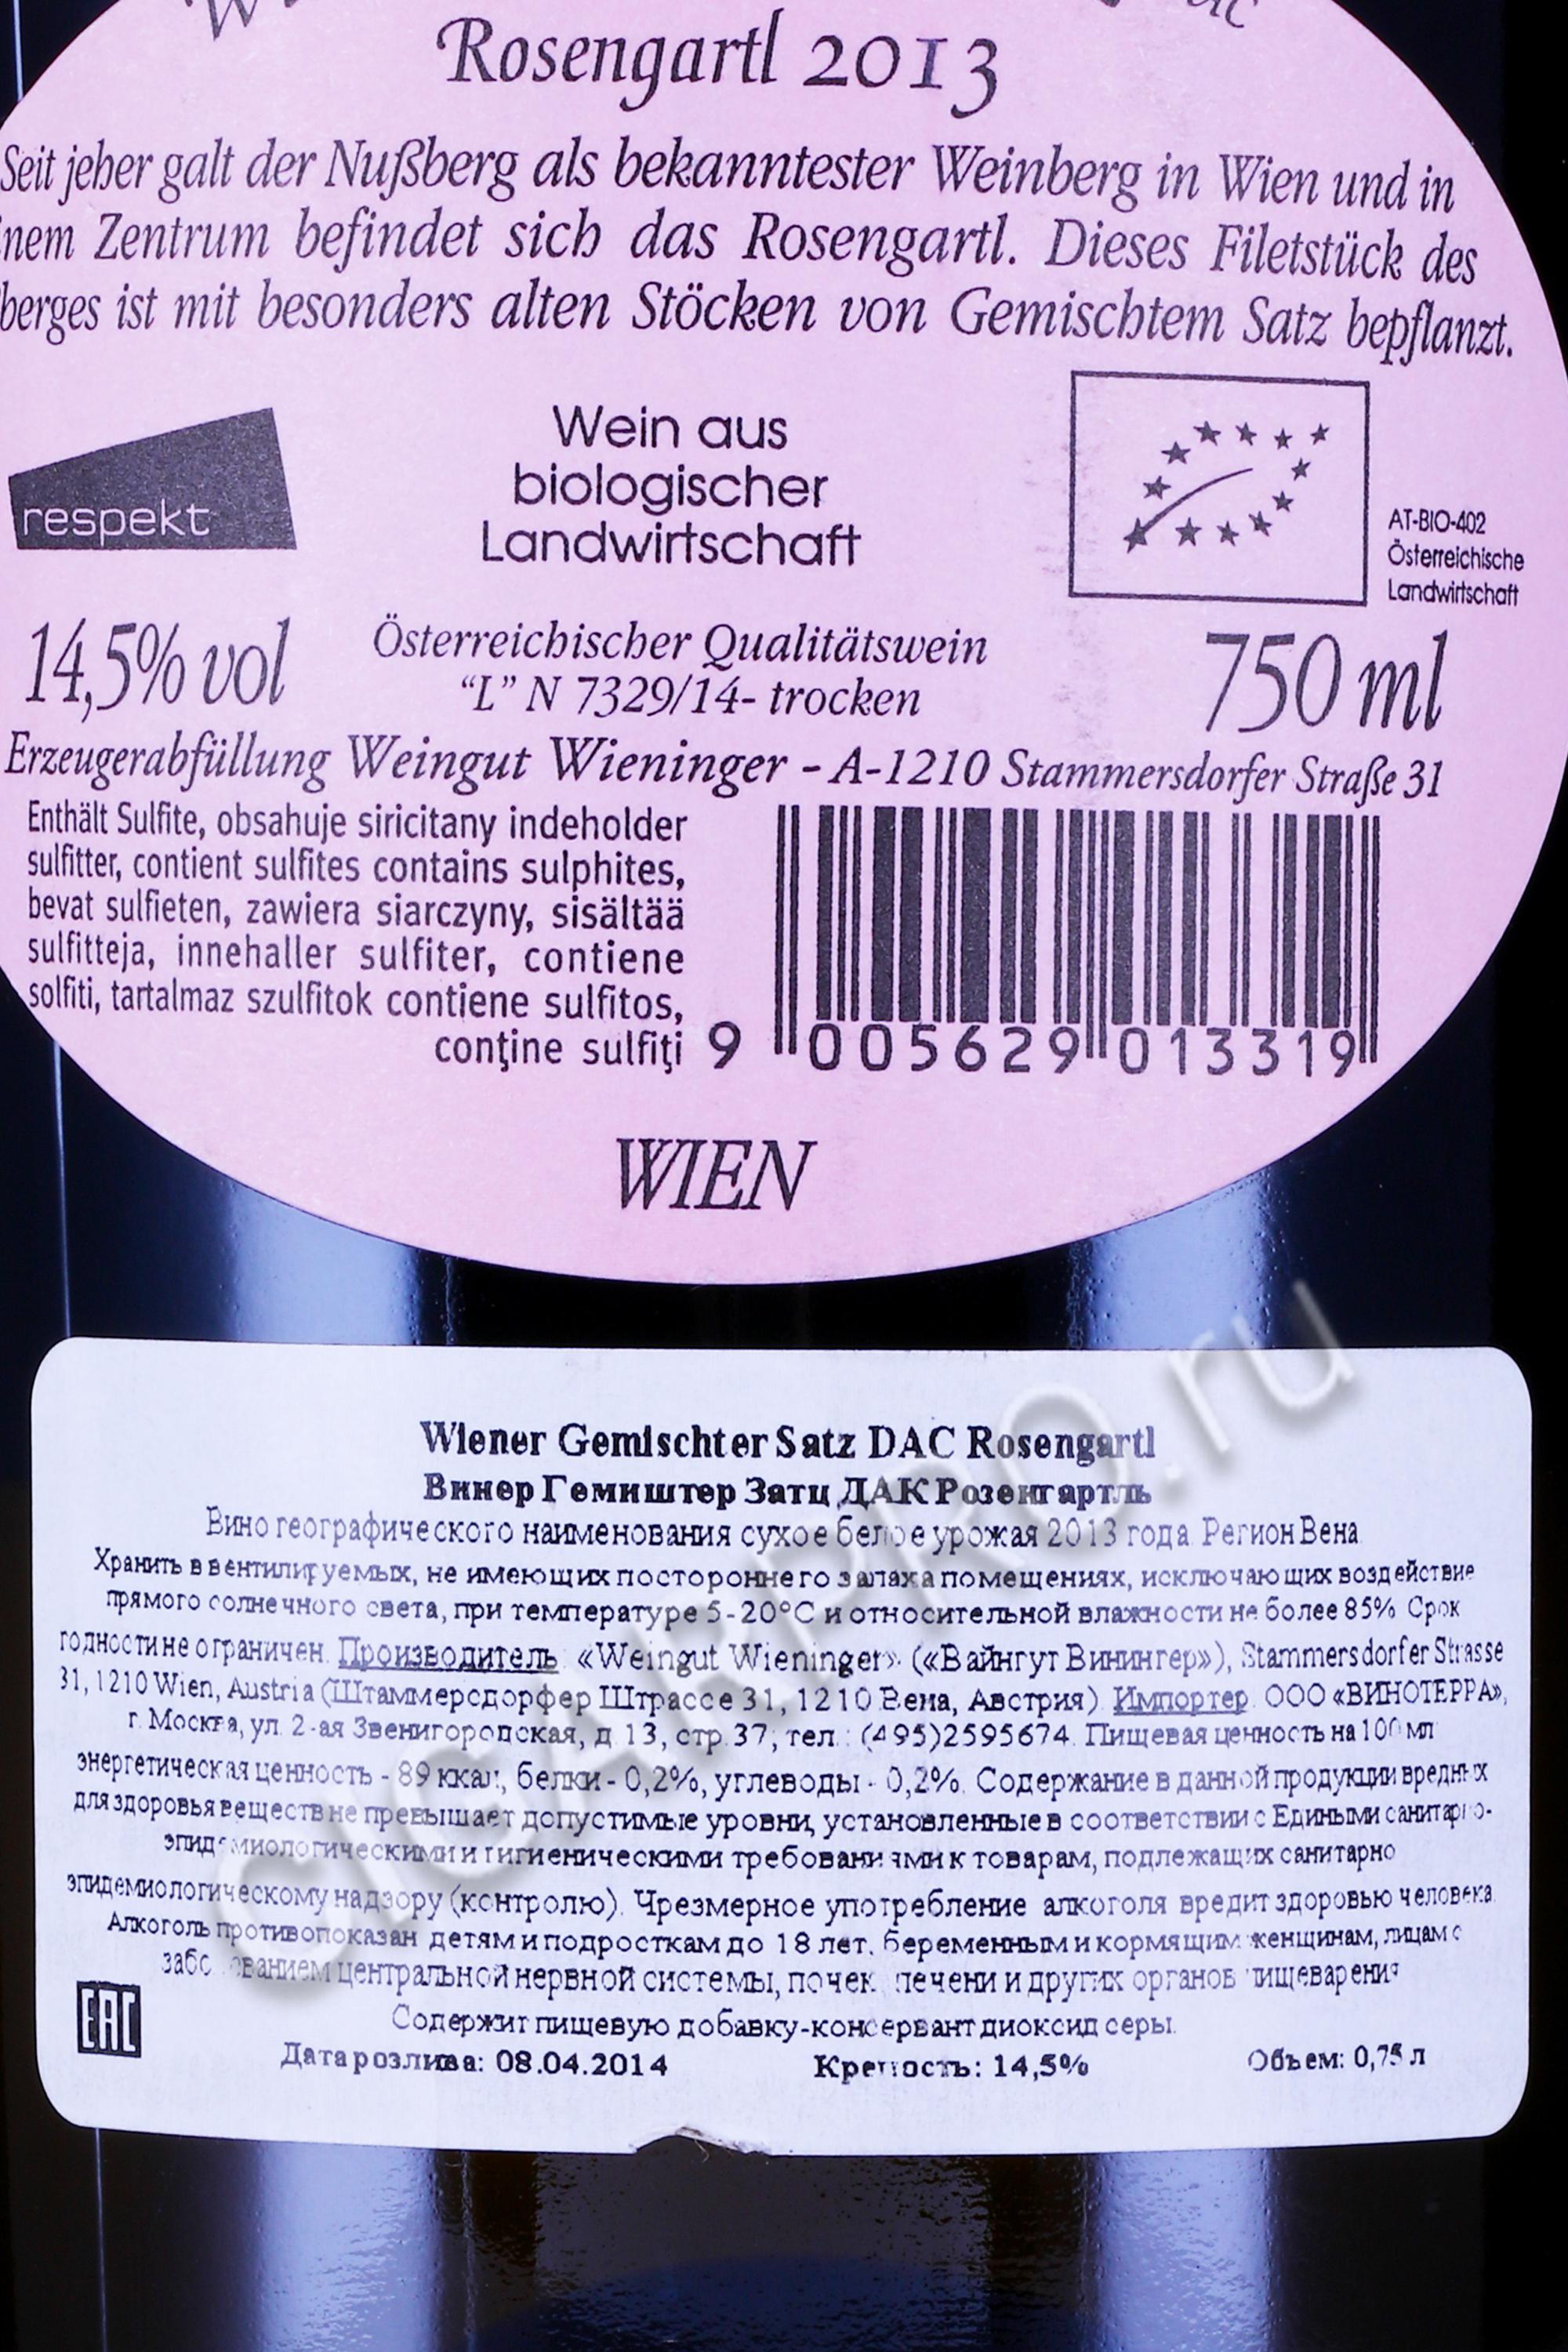 Rosengartl 2013
Seit jeher galt der Nußberg als bekanntester Weinberg in Wien und in
Zentrum befindet sich das Rosengartl. Dieses Filetstück des
berges ist mit besonders alten Stöcken von Gemischtem Satz bepflanzt.
respekt
Wein aus
biologischer
Landwirtschaft
AT-BIO-402
Österreichische
Landwirtschaft
14,5% vol
Österreichischer Qualitätswein
“L” N 7329/14- trocken
750 ml
Erzeugerabfüllung Weingut Wieninger - A-1210 Stammersdorfer Straße 31
Enthält Sulfite, obsahuje siricitany indeholder
sulfitter, contient sulfites contains sulphites,
bevat sulfieten, zawiera siarczyny, sisältää
sulfitteja, innehaller sulfiter, contiene
solfiti, tartalmaz szulfitok contiene sulfitos,
conţine sulfiţi
9 005629 013319
WIEN
Wiener Gemischter Satz DAC Rosengartl
Винер Гемиштер Затц ДАК Розенгартль
Вино географического наименования сухое белое урожая 2013 года. Регион Вена.
Хранить в вентилируемых, не имеющих постороннего запаха помещениях, исключающих воздействие
прямого солнечного света, при температуре 5-20°C и относительной влажности не более 85%. Срок
годности не ограничен. Производитель: «Weingut Wieninger» («Вайнгут Винингер»), Stammersdorfer Strasse
31, 1210 Wien, Austria (Штаммерсдорфер Штрассе 31, 1210 Вена, Австрия). Импортер: ООО «ВИНОТЕРРА»,
г. Москва, ул. 2-ая Звенигородская, д. 13, стр. 37; тел.: (495)2595674. Пищевая ценность на 100 мл
энергетическая ценность - 89 ккал, белки - 0,2%, углеводы - 0,2%. Содержание в данной продукции вредных
для здоровья веществ не превышает допустимые уровни, установленные в соответствии с Едиными санитарно-
эпидемиологическими и гигиеническими требованиями к товарам, подлежащих санитарно
эпидемиологическому надзору (контролю). Чрезмерное употребление алкоголя вредит здоровью человека.
Алкоголь противопоказан детям и подросткам до 18 лет, беременным и кормящим женщинам, лицам с
заболеванием центральной нервной системы, почек, печени и других органов пищеварения
Содержит пищевую добавку-консервант диоксид серы.
EAC
Дата розлива: 08.04.2014 Крепость: 14,5% Объем: 0,75 л
CIGARPRO.ru